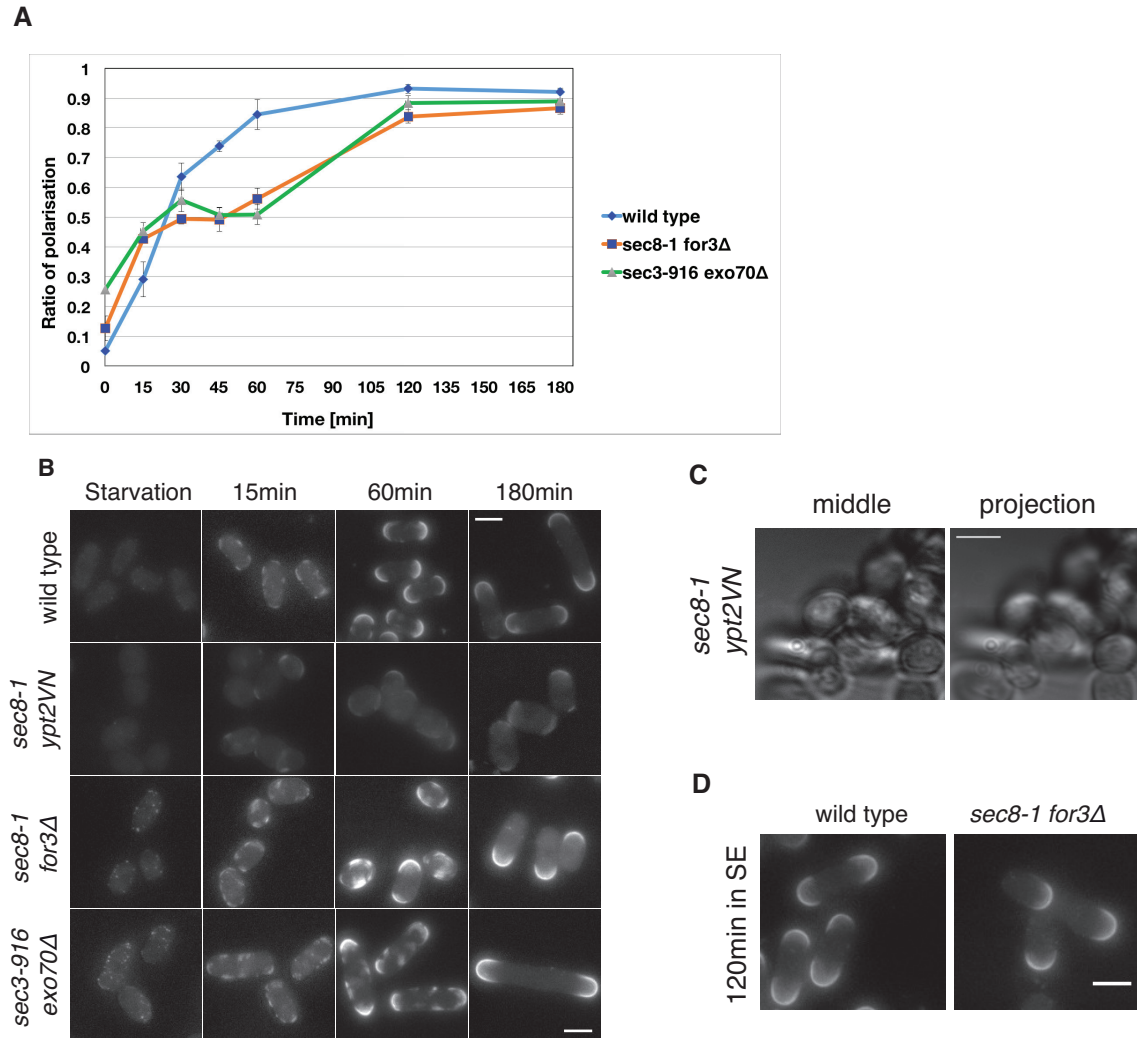 A
Ratio of polarisation
1
0.9
0.8
0.7
0.6
0.5
0.4
0.3
0.2
0.1
0
0 15 30 45 60 75 90 105 120 135 150 165 180
Time [min]
wild type
sec8-1 for3Δ
sec3-916 exo70Δ
B
Starvation 15min 60min 180min
wild type
sec8-1
ypt2VN
sec8-1
for3Δ
sec3-916
exo70Δ
C
middle projection
sec8-1
ypt2VN
D
wild type sec8-1 for3Δ
120min in SE